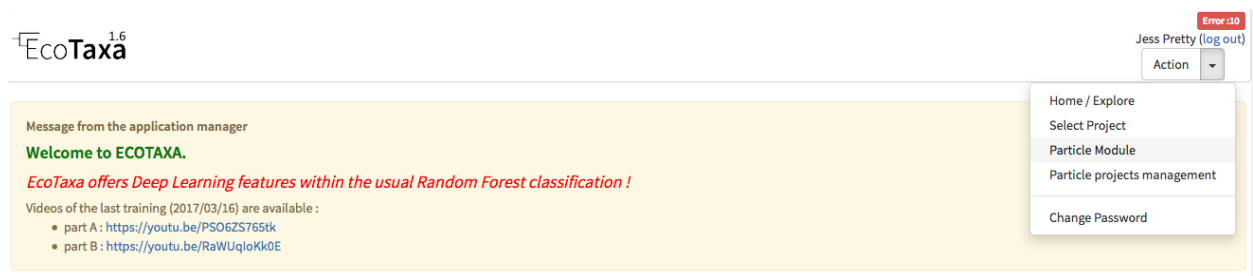 Error :10
EcoTaxa 1.6
Jess Pretty (log out)
Action
Home / Explore
Select Project
Particle Module
Particle projects management
Change Password
Message from the application manager
Welcome to ECOTAXA.
EcoTaxa offers Deep Learning features within the usual Random Forest classification !
Videos of the last training (2017/03/16) are available :
• part A : https://youtu.be/PSO6ZS765tk
• part B : https://youtu.be/RaWUqIoKk0E